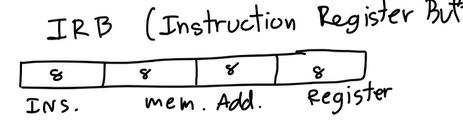 IRB (Instruction Register
8 8 8 8
INS. mem. Add. Register